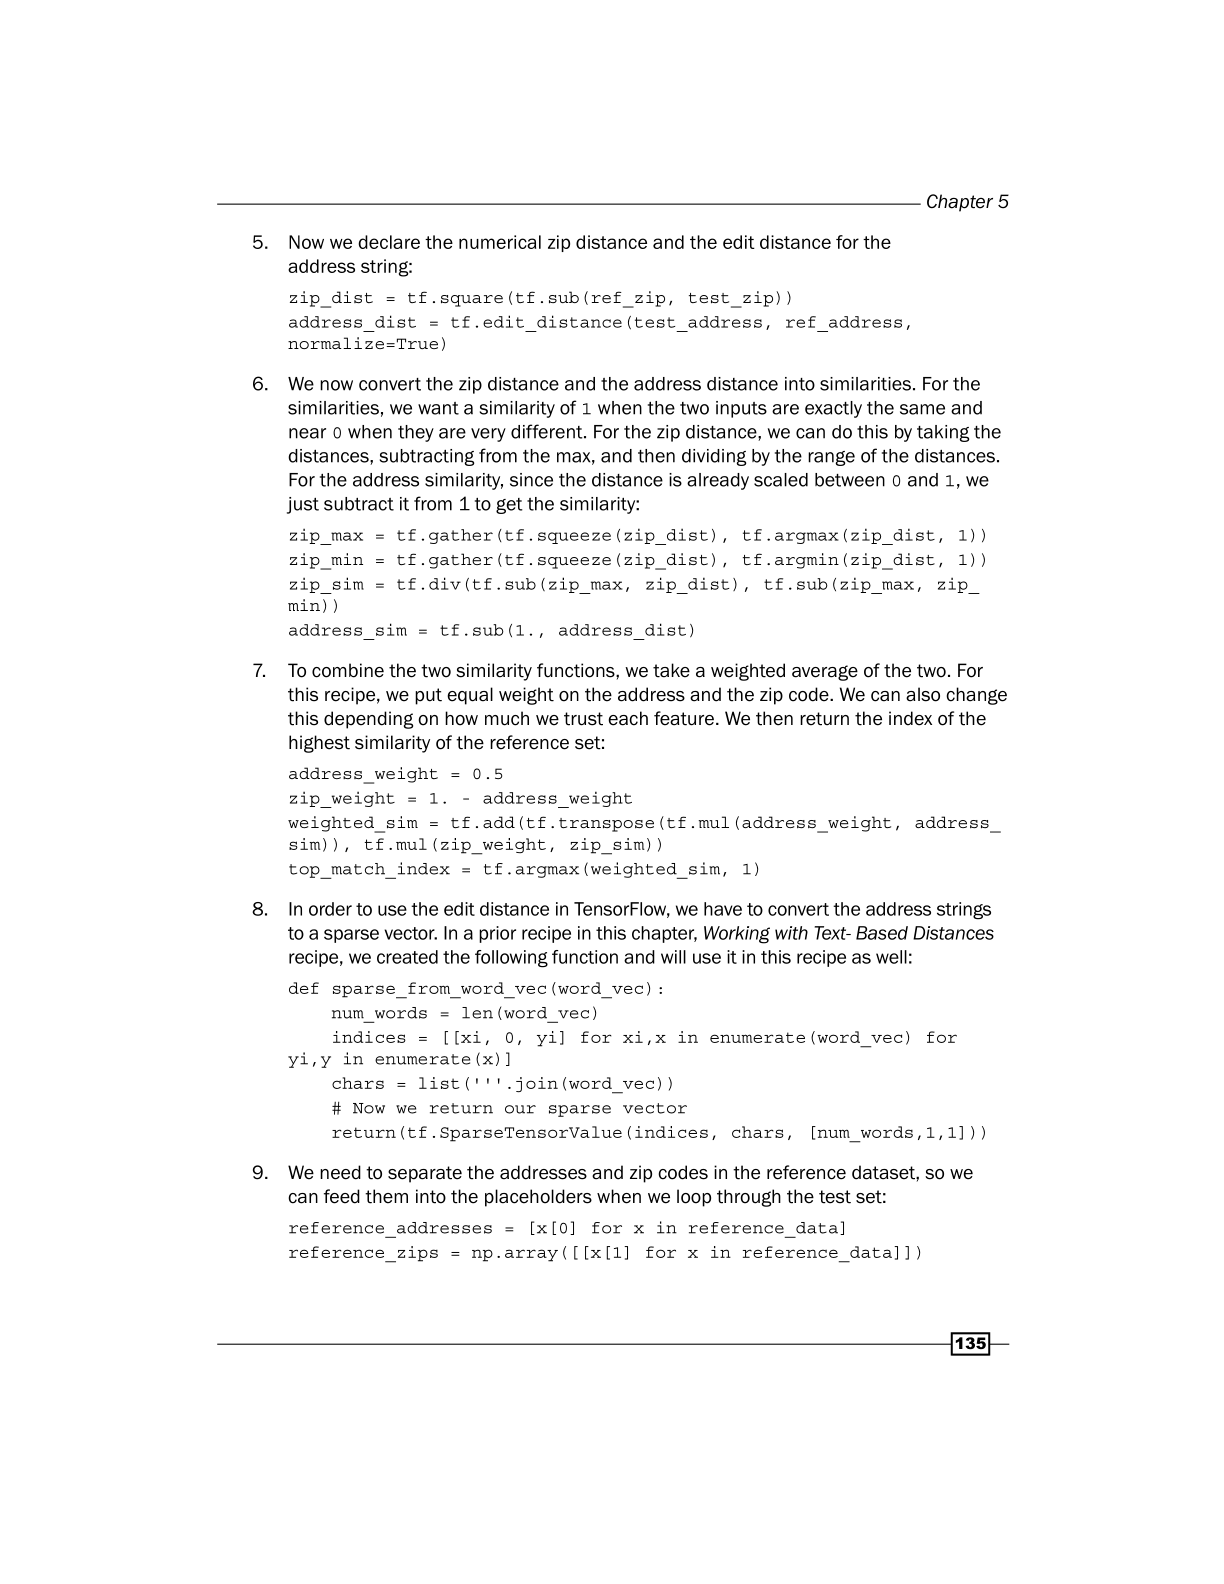 Chapter 5
5. Now we declare the numerical zip distance and the edit distance for the
address string:
zip_dist = tf.square(tf.sub(ref_zip, test_zip))
address_dist = tf.edit_distance(test_address, ref_address,
normalize=True)
6. We now convert the zip distance and the address distance into similarities. For the
similarities, we want a similarity of 1 when the two inputs are exactly the same and
near 0 when they are very different. For the zip distance, we can do this by taking the
distances, subtracting from the max, and then dividing by the range of the distances.
For the address similarity, since the distance is already scaled between 0 and 1, we
just subtract it from 1 to get the similarity:
zip_max = tf.gather(tf.squeeze(zip_dist), tf.argmax(zip_dist, 1))
zip_min = tf.gather(tf.squeeze(zip_dist), tf.argmin(zip_dist, 1))
zip_sim = tf.div(tf.sub(zip_max, zip_dist), tf.sub(zip_max, zip_
min))
address_sim = tf.sub(1., address_dist)
7. To combine the two similarity functions, we take a weighted average of the two. For
this recipe, we put equal weight on the address and the zip code. We can also change
this depending on how much we trust each feature. We then return the index of the
highest similarity of the reference set:
address_weight = 0.5
zip_weight = 1. - address_weight
weighted_sim = tf.add(tf.transpose(tf.mul(address_weight, address_
sim)), tf.mul(zip_weight, zip_sim))
top_match_index = tf.argmax(weighted_sim, 1)
8. In order to use the edit distance in TensorFlow, we have to convert the address strings
to a sparse vector. In a prior recipe in this chapter, Working with Text- Based Distances
recipe, we created the following function and will use it in this recipe as well:
def sparse_from_word_vec(word_vec):
    num_words = len(word_vec)
    indices = [[xi, 0, yi] for xi,x in enumerate(word_vec) for
yi,y in enumerate(x)]
    chars = list('''.join(word_vec))
    # Now we return our sparse vector
    return(tf.SparseTensorValue(indices, chars, [num_words,1,1]))
9. We need to separate the addresses and zip codes in the reference dataset, so we
can feed them into the placeholders when we loop through the test set:
reference_addresses = [x[0] for x in reference_data]
reference_zips = np.array([[x[1] for x in reference_data]])
135